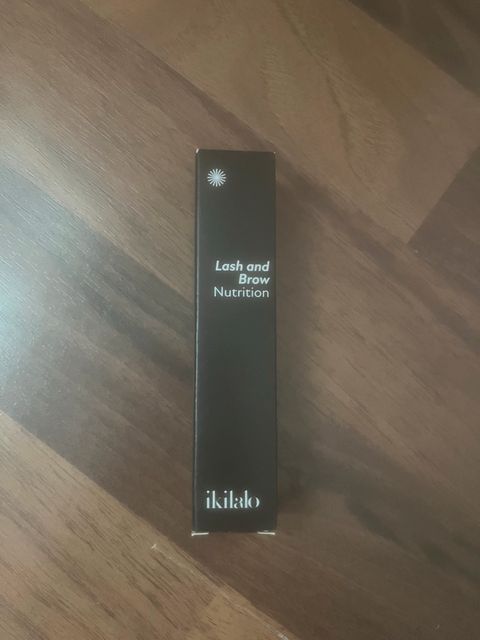 Lash and
Brow
Nutrition
ikilalo